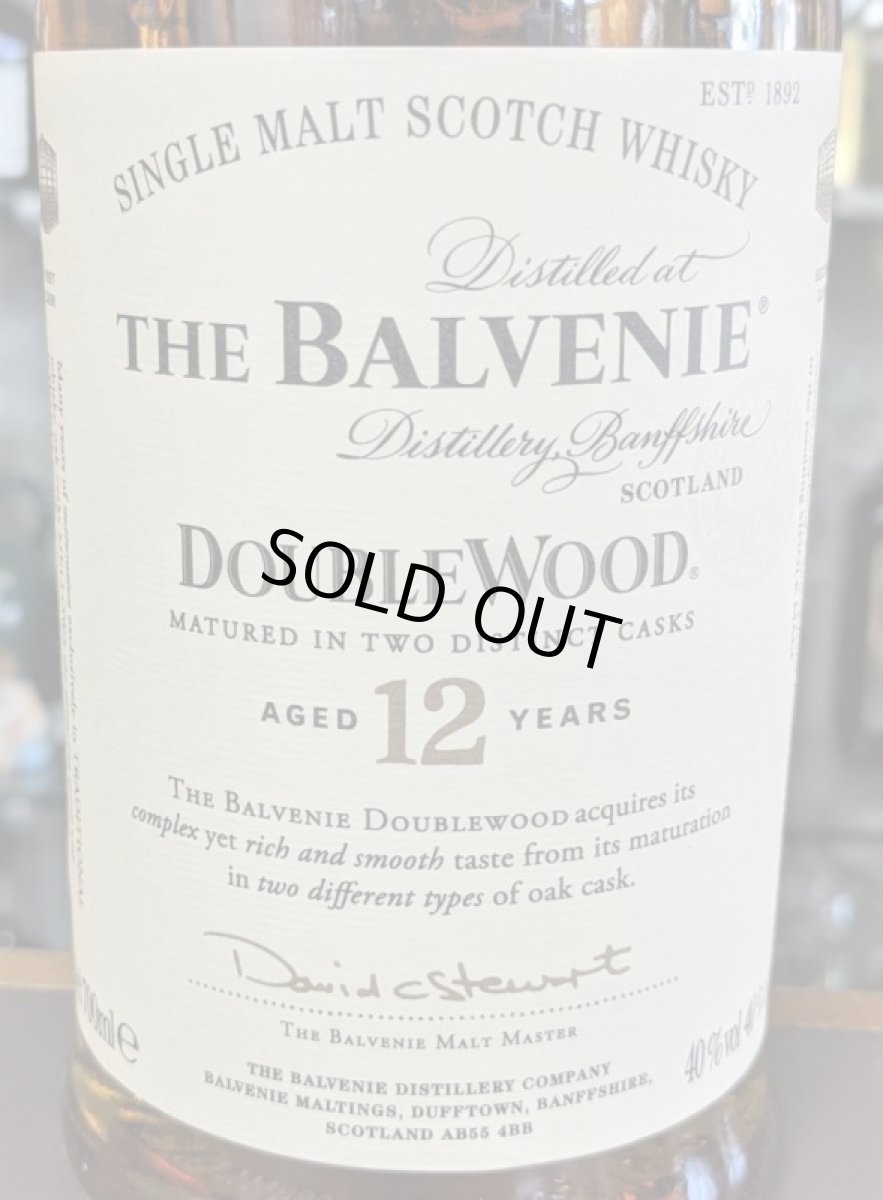 ESTD 1892
SINGLE MALT SCOTCH WHISKY
Distilled at
THE BALVENIE®
Distillery, Banffshire
SCOTLAND
DOUBLEWOOD®
SOLD OUT
MATURED IN TWO DISTINCT CASKS
AGED 12 YEARS
THE BALVENIE DOUBLEWOOD acquires its
complex yet rich and smooth taste from its maturation
in two different types of oak cask.
David C Stewart
THE BALVENIE MALT MASTER
700ml e
40%vol
THE BALVENIE DISTILLERY COMPANY
BALVENIE MALTINGS, DUFFTOWN, BANFFSHIRE,
SCOTLAND AB55 4BB